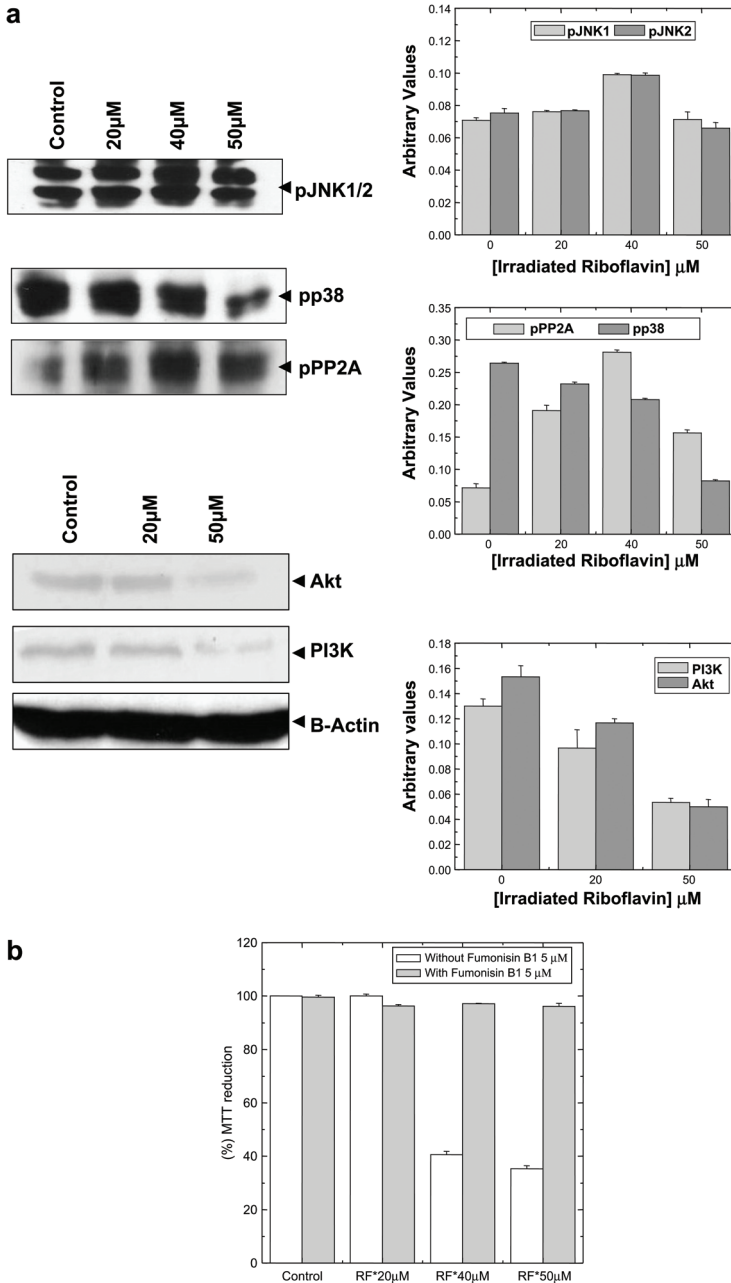 a
Control
20µM
40µM
50µM
pJNK1/2
pp38
pPP2A
Control
20µM
50µM
Akt
PI3K
B-Actin
pJNK1 pJNK2
Arbitrary Values
0.14
0.12
0.10
0.08
0.06
0.04
0.02
0.00
0 20 40 50
[Irradiated Riboflavin] µM
pPP2A pp38
Arbitrary Values
0.35
0.30
0.25
0.20
0.15
0.10
0.05
0.00
0 20 40 50
[Irradiated Riboflavin] µM
PI3K
Akt
Arbitrary values
0.18
0.16
0.14
0.12
0.10
0.08
0.06
0.04
0.02
0.00
0 20 50
[Irradiated Riboflavin] µM
b
Without Fumonisin B1 5 µM
With Fumonisin B1 5 µM
(%) MTT reduction
120
100
80
60
40
20
0
Control RF*20µM RF*40µM RF*50µM